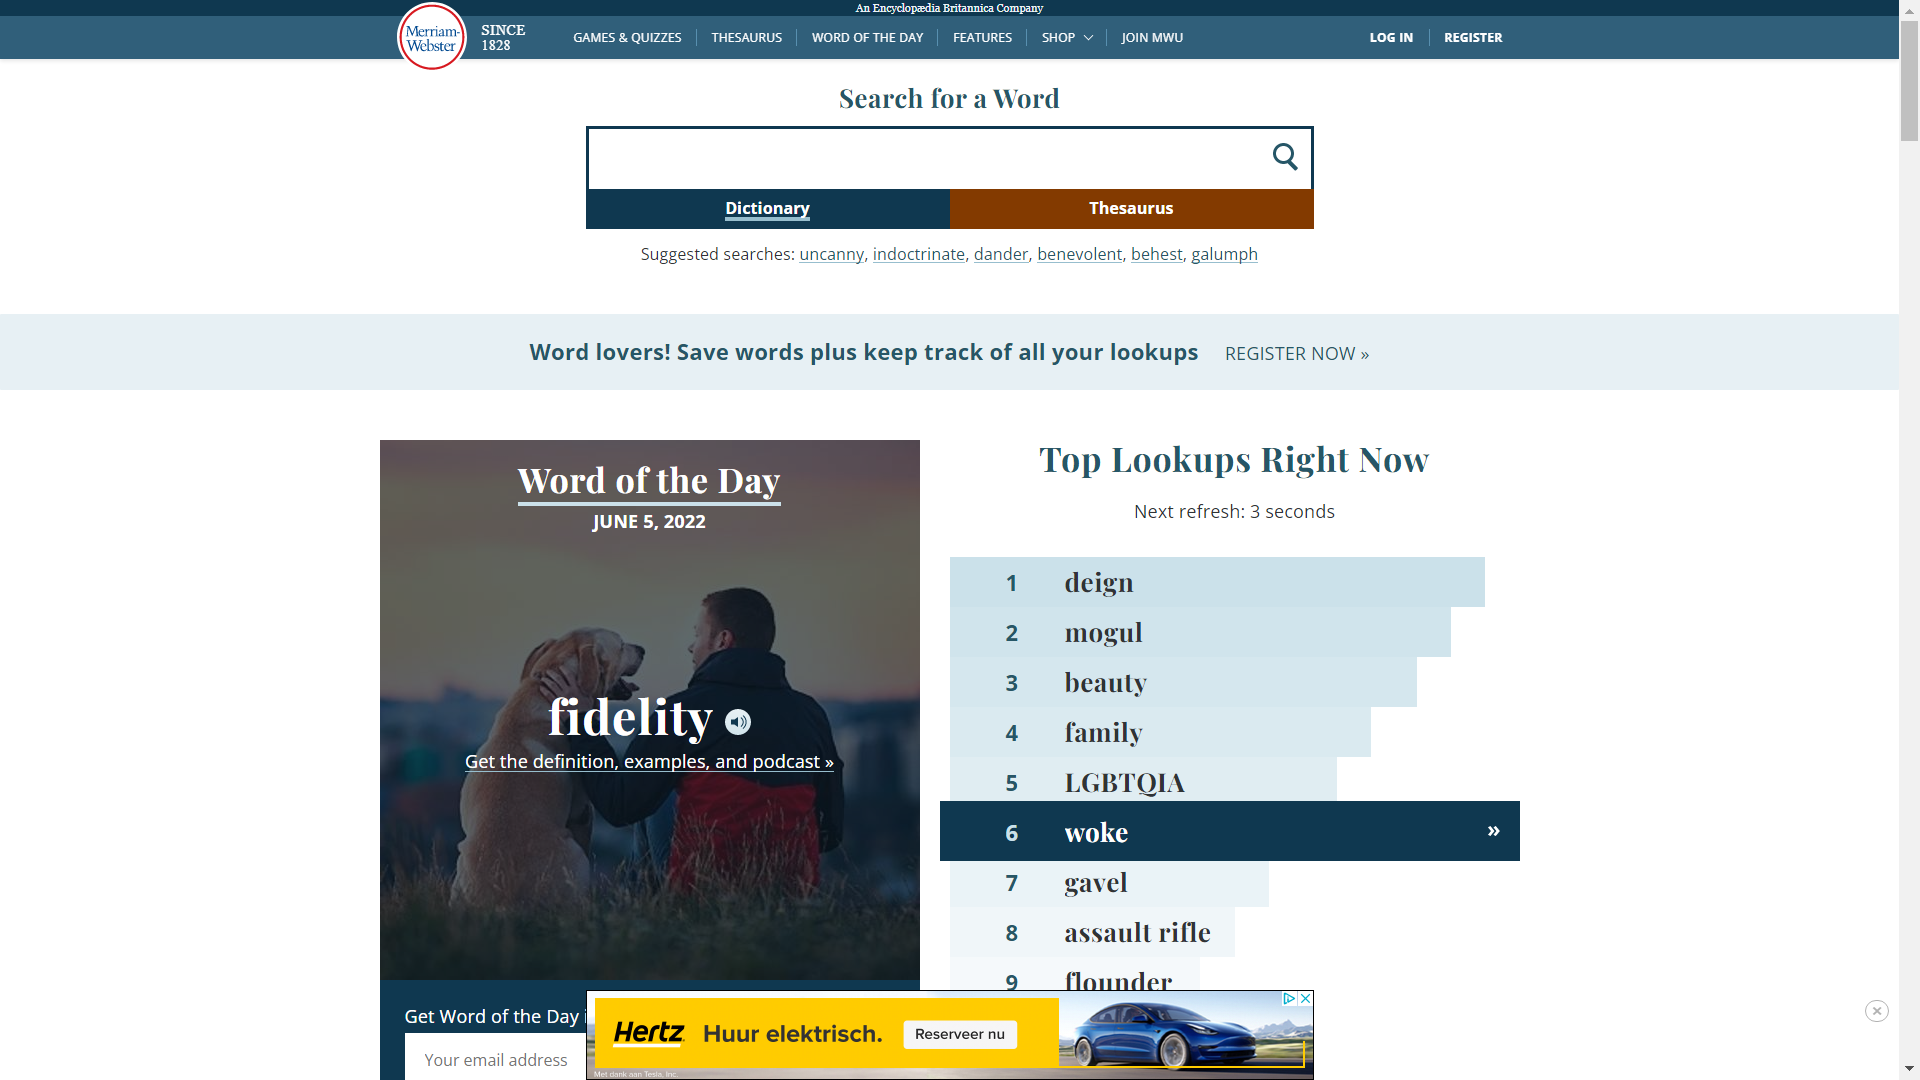 An Encyclopædia Britannica Company
Merriam-
Webster
SINCE
1828
GAMES & QUIZZES
THESAURUS
WORD OF THE DAY
FEATURES
SHOP
JOIN MWU
LOG IN
REGISTER
Search for a Word
Dictionary
Thesaurus
Suggested searches: uncanny, indoctrinate, dander, benevolent, behest, galumph
Word lovers! Save words plus keep track of all your lookups REGISTER NOW »
Word of the Day
JUNE 5, 2022
fidelity
Get the definition, examples, and podcast »
Get Word of the Day
Your email address
Top Lookups Right Now
Next refresh: 3 seconds
1 deign
2 mogul
3 beauty
4 family
5 LGBTQIA
6 woke »
7 gavel
8 assault rifle
9 flounder
Hertz Huur elektrisch. Reserveer nu
Met dank aan Tesla, Inc.